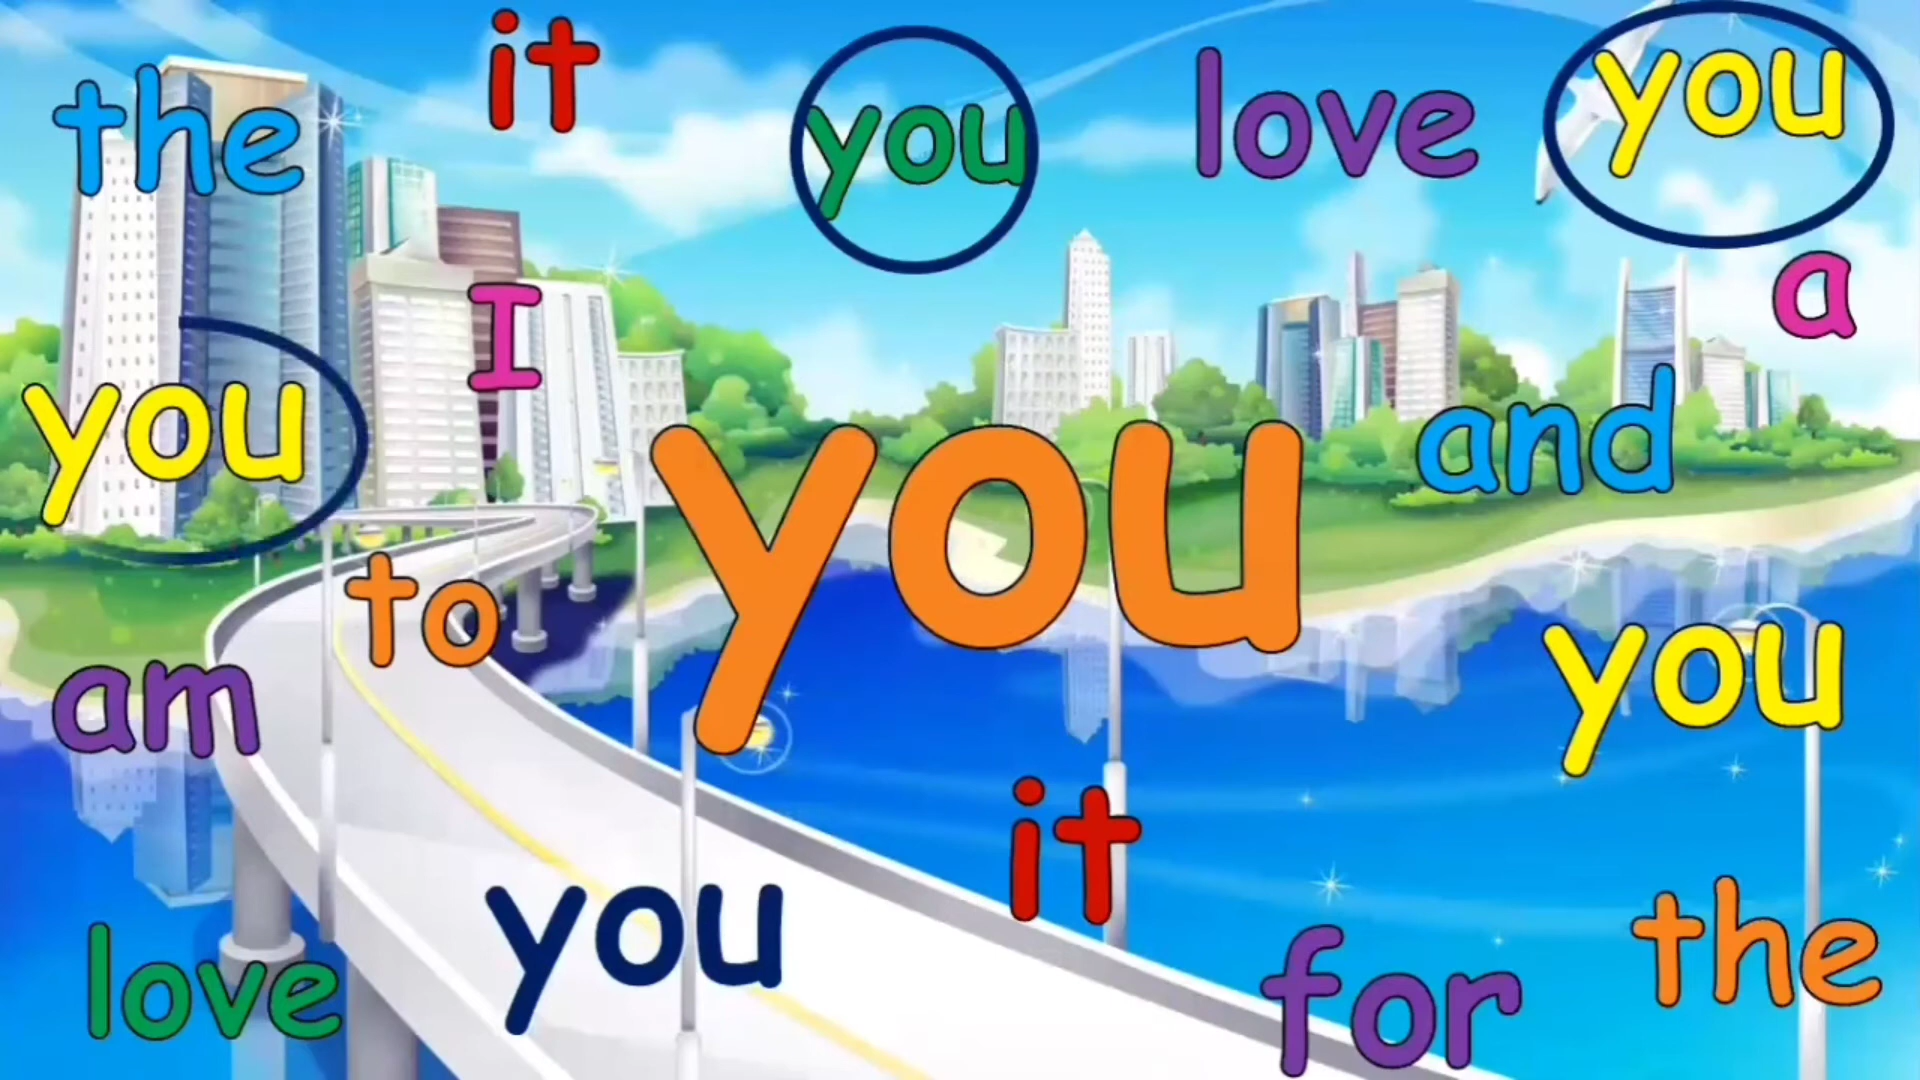 the it you love you
a
you I you and
to
am you
it
love you for the